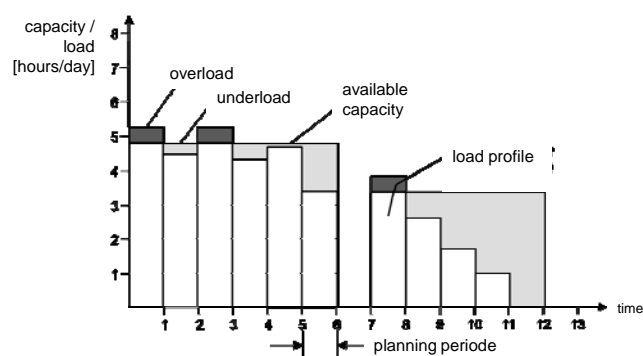 capacity /
load
[hours/day]
8
7
6
5
4
3
2
1
overload
underload
available
capacity
load profile
1 2 3 4 5 6 7 8 9 10 11 12 13
time
planning periode